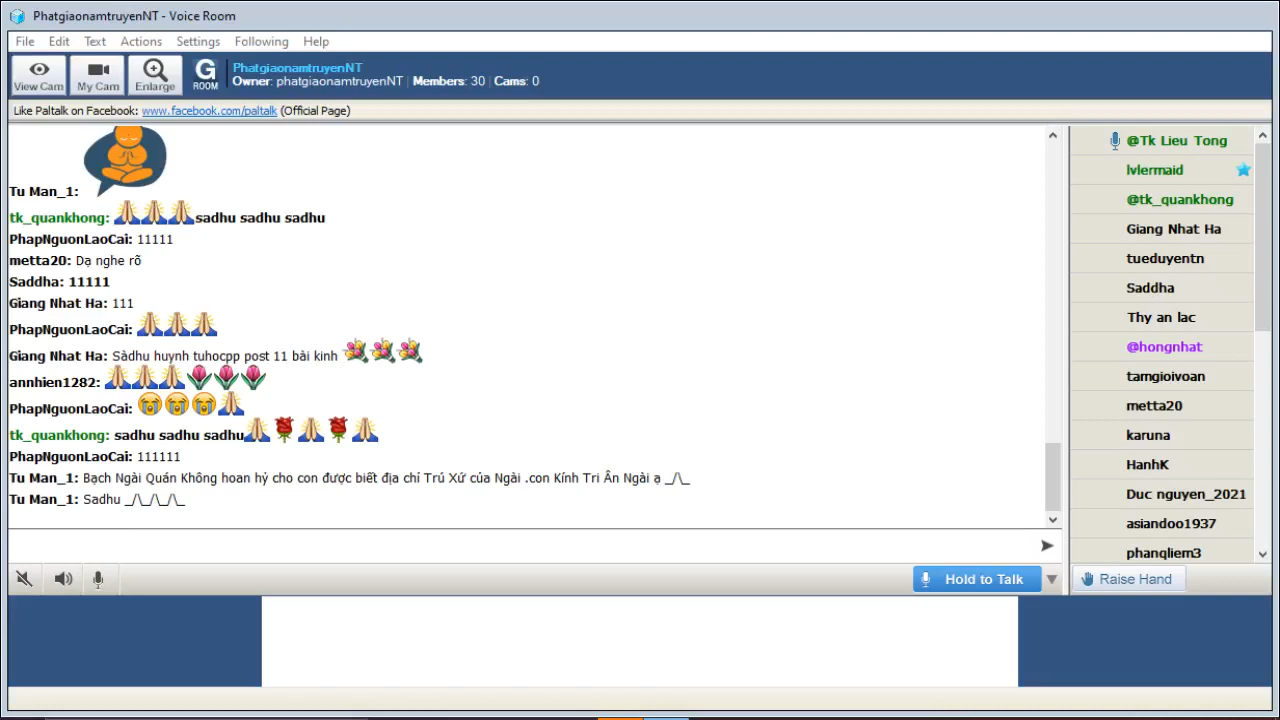 PhatgiaonamtruyenNT - Voice Room
File Edit Text Actions Settings Following Help
View Cam My Cam Enlarge G ROOM
PhatgiaonamtruyenNT
Owner: phatgiaonamtruyenNT | Members: 30 | Cams: 0
Like Paltalk on Facebook: www.facebook.com/paltalk (Official Page)
Tu Man_1:
tk_quankhong: sadhu sadhu sadhu
PhapNguonLaoCai: 11111
metta20: Dạ nghe rõ
Saddha: 11111
Giang Nhat Ha: 111
PhapNguonLaoCai:
Giang Nhat Ha: Sàdhu huynh tuhocpp post 11 bài kinh
annhien1282:
PhapNguonLaoCai:
tk_quankhong: sadhu sadhu sadhu
PhapNguonLaoCai: 111111
Tu Man_1: Bạch Ngài Quán Không hoan hỷ cho con được biết địa chỉ Trú Xứ của Ngài .con Kính Tri Ân Ngài ạ _/\_
Tu Man_1: Sadhu _/\_/\_/\_
@Tk Lieu Tong
lvlermaid
@tk_quankhong
Giang Nhat Ha
tueduyentn
Saddha
Thy an lac
@hongnhat
tamgioivoan
metta20
karuna
HanhK
Duc nguyen_2021
asiandoo1937
phanqliem3
Hold to Talk
Raise Hand